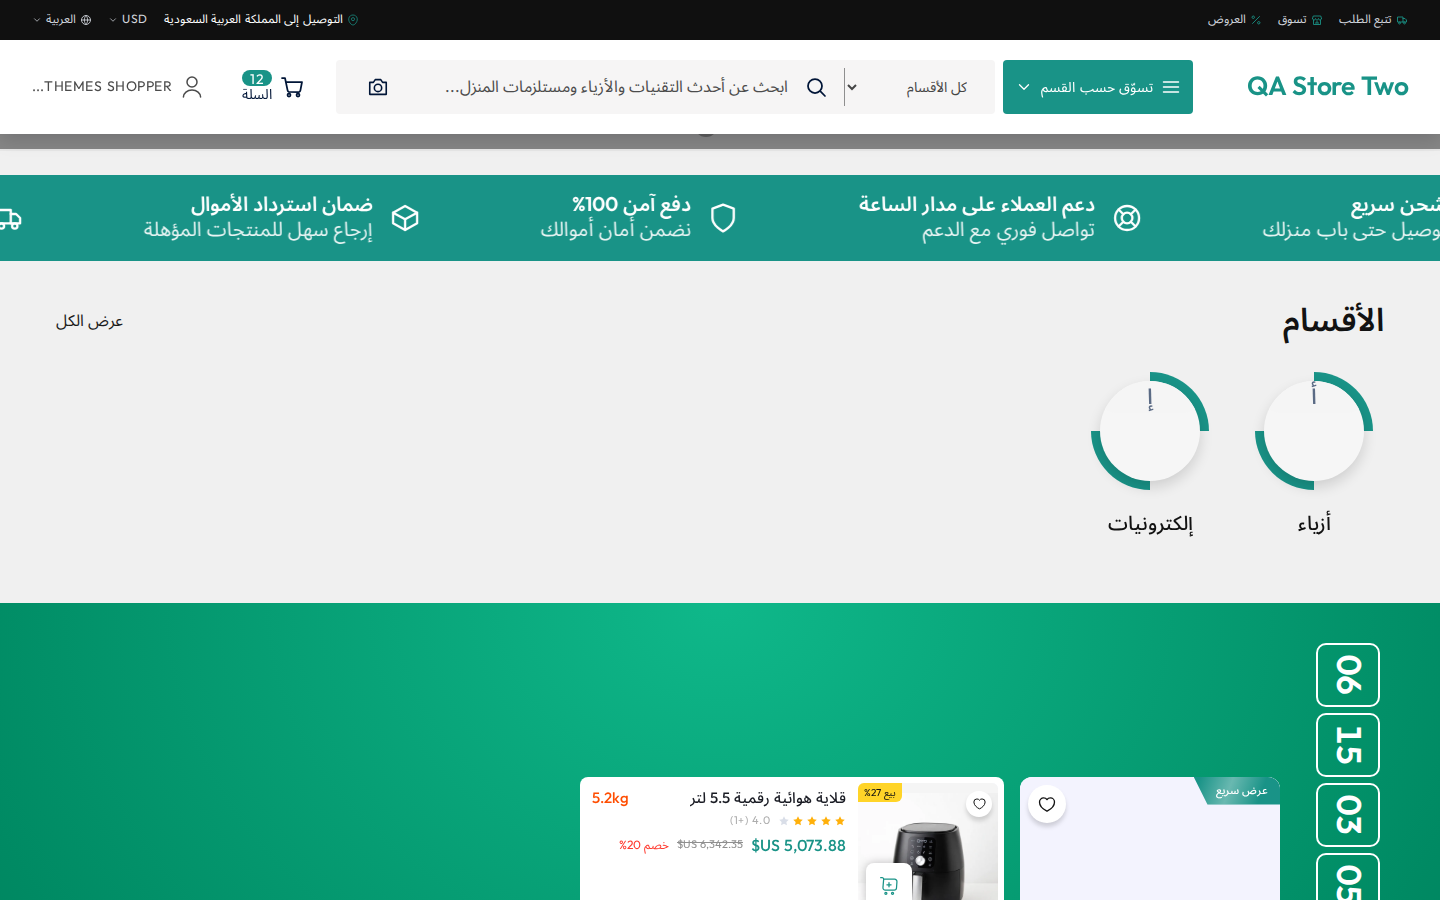 تتبع الطلب
تسوق
العروض
التوصيل إلى المملكة العربية السعودية
USD
العربية
QA Store Two
تسوّق حسب القسم
كل الأقسام
ابحث عن أحدث التقنيات والأزياء ومستلزمات المنزل...
12
السلة
THEMES SHOPPER...
شحن سريع
توصيل حتى باب منزلك
دعم العملاء على مدار الساعة
تواصل فوري مع الدعم
دفع آمن 100%
نضمن أمان أموالك
ضمان استرداد الأموال
إرجاع سهل للمنتجات المؤهلة
الأقسام
عرض الكل
أ
إ
أزياء
إلكترونيات
06
15
03
05
عرض سريع
بيع 27%
قلاية هوائية رقمية 5.5 لتر
5.2kg
4.0 (1+)
$US 5,073.88
$US 6,342.35
خصم 20%